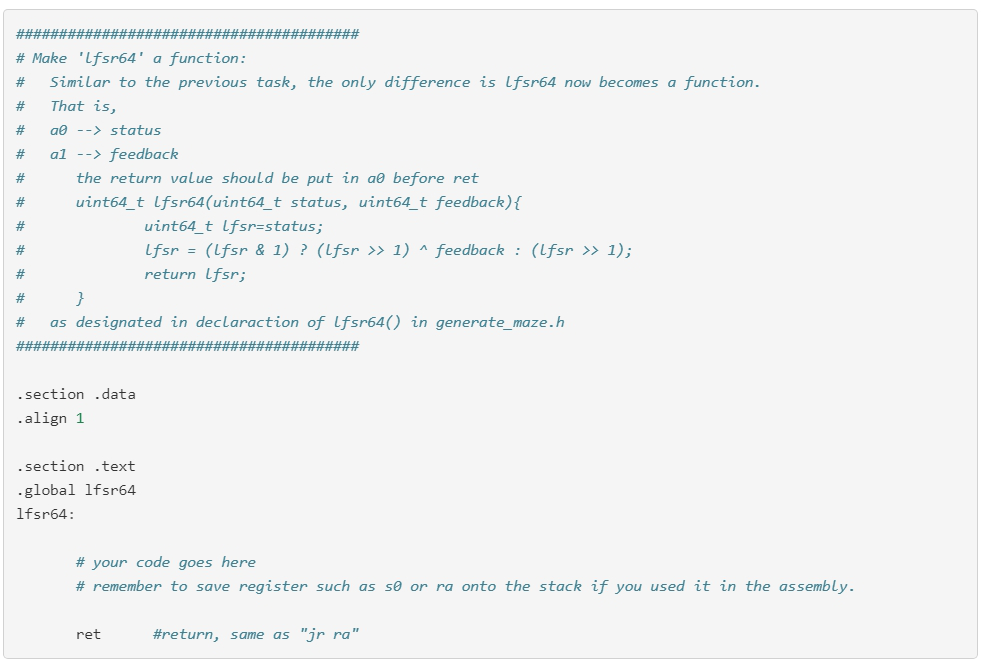 ########################################
# Make 'lfsr64' a function:
#   Similar to the previous task, the only difference is lfsr64 now becomes a function.
#   That is,
#   a0 --> status
#   a1 --> feedback
#      the return value should be put in a0 before ret
#      uint64_t lfsr64(uint64_t status, uint64_t feedback){
#              uint64_t lfsr=status;
#              lfsr = (lfsr & 1) ? (lfsr >> 1) ^ feedback : (lfsr >> 1);
#              return lfsr;
#      }
#   as designated in declaraction of lfsr64() in generate_maze.h
########################################
.section .data
.align 1
.section .text
.global lfsr64
lfsr64:
       # your code goes here
       # remember to save register such as s0 or ra onto the stack if you used it in the assembly.
       ret      #return, same as "jr ra"